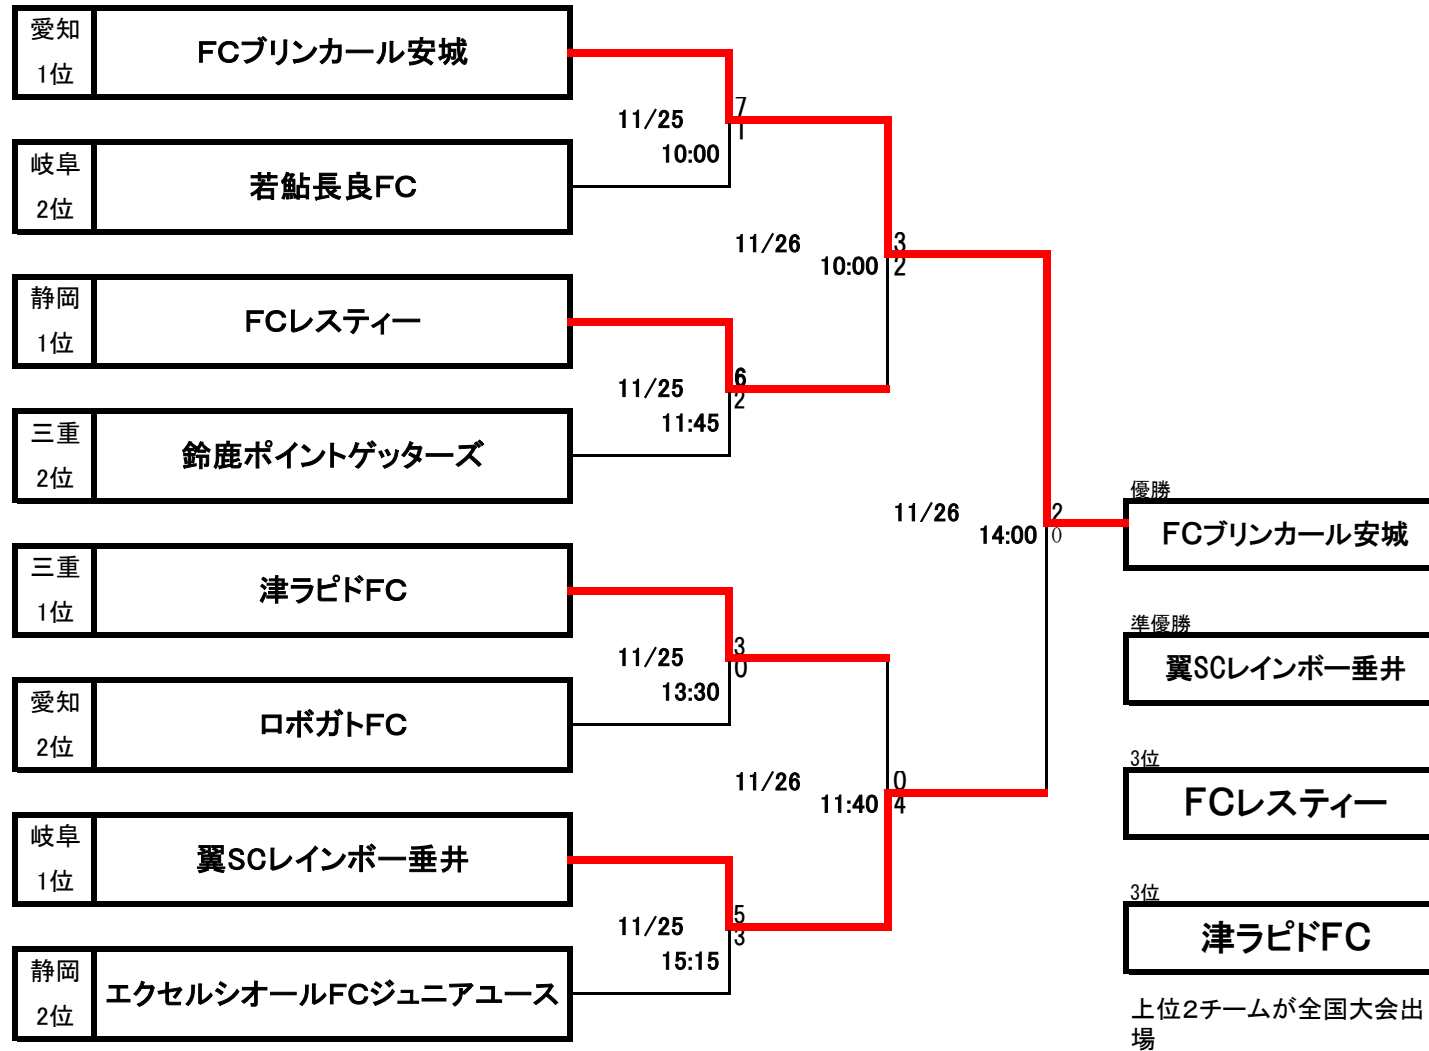 愛知
1位
FCブリンカール安城
11/25
10:00
7
1
岐阜
2位
若鮎長良FC
11/26
10:00
3
2
静岡
1位
FCレスティー
11/25
11:45
6
2
三重
2位
鈴鹿ポイントゲッターズ
11/26
14:00
2
0
三重
1位
津ラピドFC
11/25
13:30
3
0
愛知
2位
ロボガトFC
11/26
11:40
0
4
岐阜
1位
翼SCレインボー垂井
11/25
15:15
5
3
静岡
2位
エクセルシオールFCジュニアユース
優勝
FCブリンカール安城
準優勝
翼SCレインボー垂井
3位
FCレスティー
3位
津ラピドFC
上位2チームが全国大会出
場